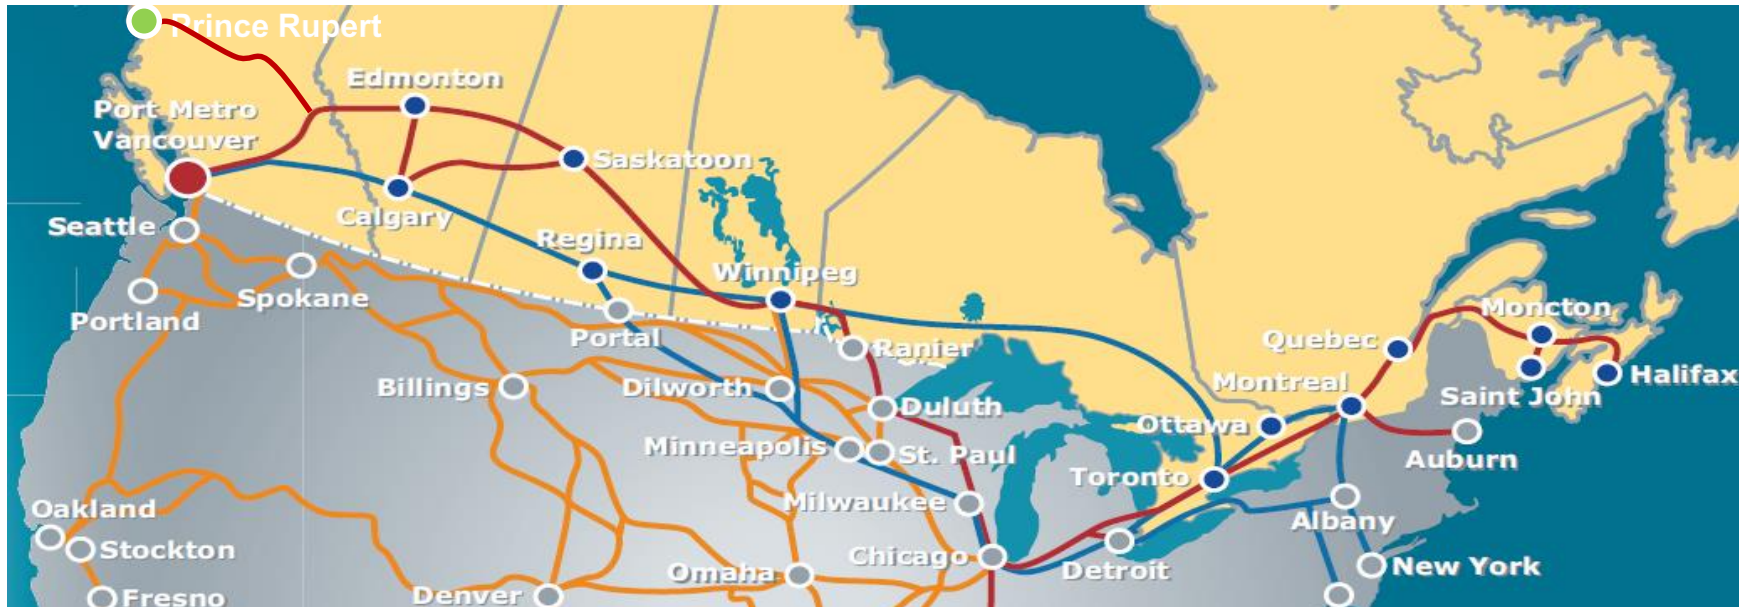 Prince Rupert
Edmonton
Port Metro
Vancouver
Saskatoon
Calgary
Seattle
Regina
Winnipeg
Spokane
Portland
Portal
Ranier
Moncton
Quebec
Halifax
Billings
Dilworth
Montreal
Saint John
Duluth
Ottawa
Minneapolis
St. Paul
Auburn
Toronto
Milwaukee
Oakland
Albany
Stockton
Chicago
New York
Detroit
Omaha
Denver
Fresno